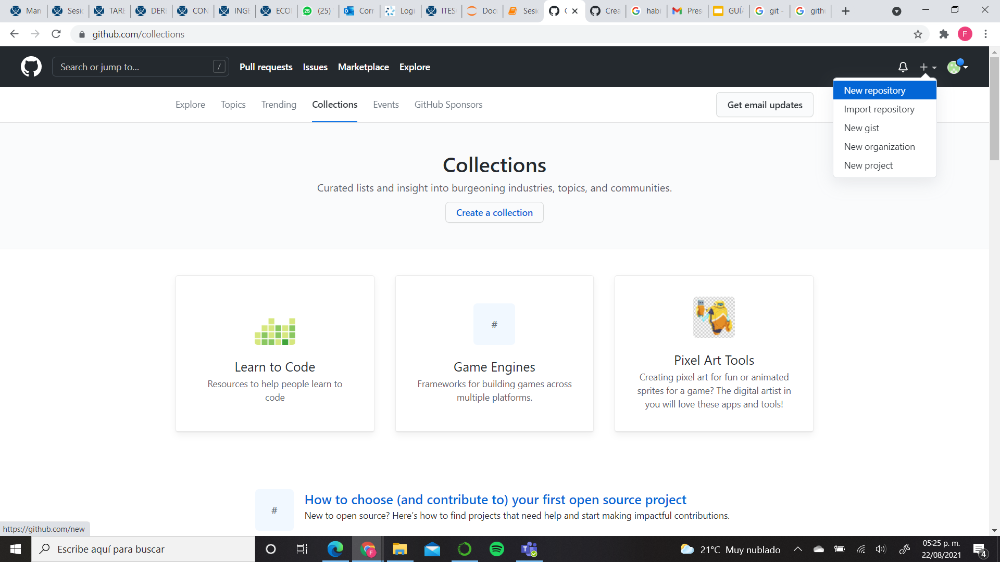 Man
Sesio
TARE
DERI
CON
INGE
ECO
(25)
Corr
Logi
ITES
Doc
Sesio
Crea
habi
Pres
GUÍA
git -
gith
github.com/collections
F
Search or jump to...
/
Pull requests
Issues
Marketplace
Explore
New repository
Import repository
New gist
New organization
New project
Explore
Topics
Trending
Collections
Events
GitHub Sponsors
Get email updates
Collections
Curated lists and insight into burgeoning industries, topics, and communities.
Create a collection
#
Learn to Code
Resources to help people learn to
code
Game Engines
Frameworks for building games across
multiple platforms.
Pixel Art Tools
Creating pixel art for fun or animated
sprites for a game? The digital artist in
you will love these apps and tools!
#
How to choose (and contribute to) your first open source project
New to open source? Here’s how to find projects that need help and start making impactful contributions.
https://github.com/new
Escribe aquí para buscar
21°C Muy nublado
05:25 p. m.
22/08/2021
4